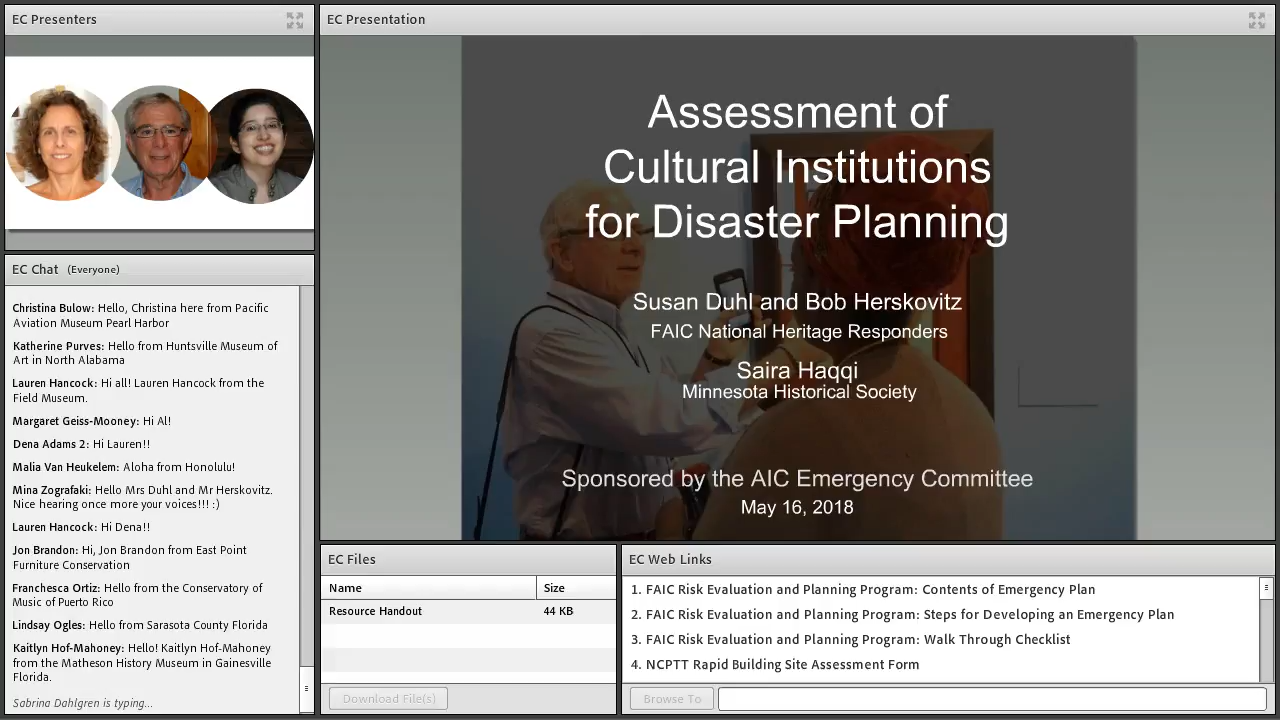 EC Presenters
EC Presentation
Assessment of
Cultural Institutions
for Disaster Planning
Susan Duhl and Bob Herskovitz
FAIC National Heritage Responders
Saira Haqqi
Minnesota Historical Society
Sponsored by the AIC Emergency Committee
May 16, 2018
EC Chat (Everyone)
Christina Bulow: Hello, Christina here from Pacific
Aviation Museum Pearl Harbor
Katherine Purves: Hello from Huntsville Museum of
Art in North Alabama
Lauren Hancock: Hi all! Lauren Hancock from the
Field Museum.
Margaret Geiss-Mooney: Hi Al!
Dena Adams 2: Hi Lauren!!
Malia Van Heukelem: Aloha from Honolulu!
Mina Zografaki: Hello Mrs Duhl and Mr Herskovitz.
Nice hearing once more your voices!!! :)
Lauren Hancock: Hi Dena!!
Jon Brandon: Hi, Jon Brandon from East Point
Furniture Conservation
Franchesca Ortiz: Hello from the Conservatory of
Music of Puerto Rico
Lindsay Ogles: Hello from Sarasota County Florida
Kaitlyn Hof-Mahoney: Hello! Kaitlyn Hof-Mahoney
from the Matheson History Museum in Gainesville
Florida.
Sabrina Dahlgren is typing...
EC Files
Name Size
Resource Handout 44 KB
Download File(s)
EC Web Links
1. FAIC Risk Evaluation and Planning Program: Contents of Emergency Plan
2. FAIC Risk Evaluation and Planning Program: Steps for Developing an Emergency Plan
3. FAIC Risk Evaluation and Planning Program: Walk Through Checklist
4. NCPTT Rapid Building Site Assessment Form
Browse To